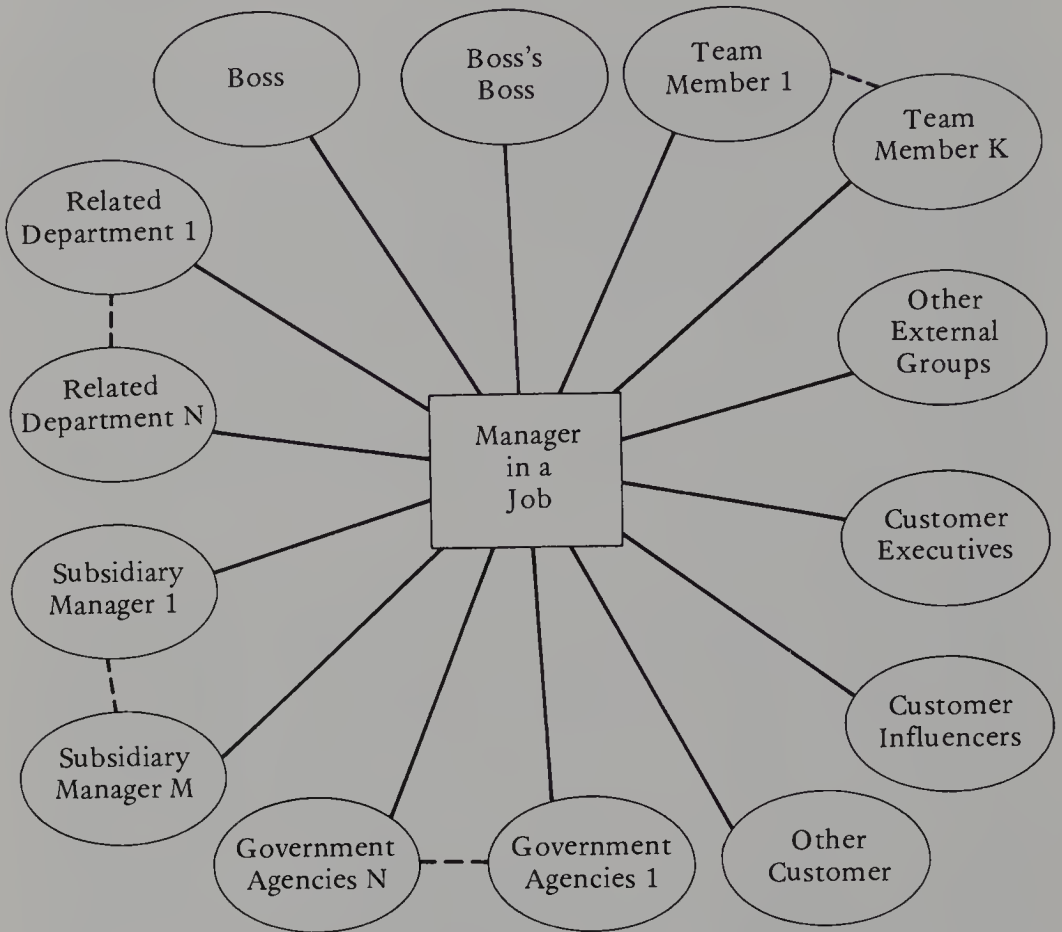 Boss
Boss's
Boss
Team
Member 1
Team
Member K
Related
Department 1
Other
External
Groups
Related
Department N
Manager
in a
Job
Customer
Executives
Subsidiary
Manager 1
Customer
Influencers
Subsidiary
Manager M
Government
Agencies N
Government
Agencies 1
Other
Customer